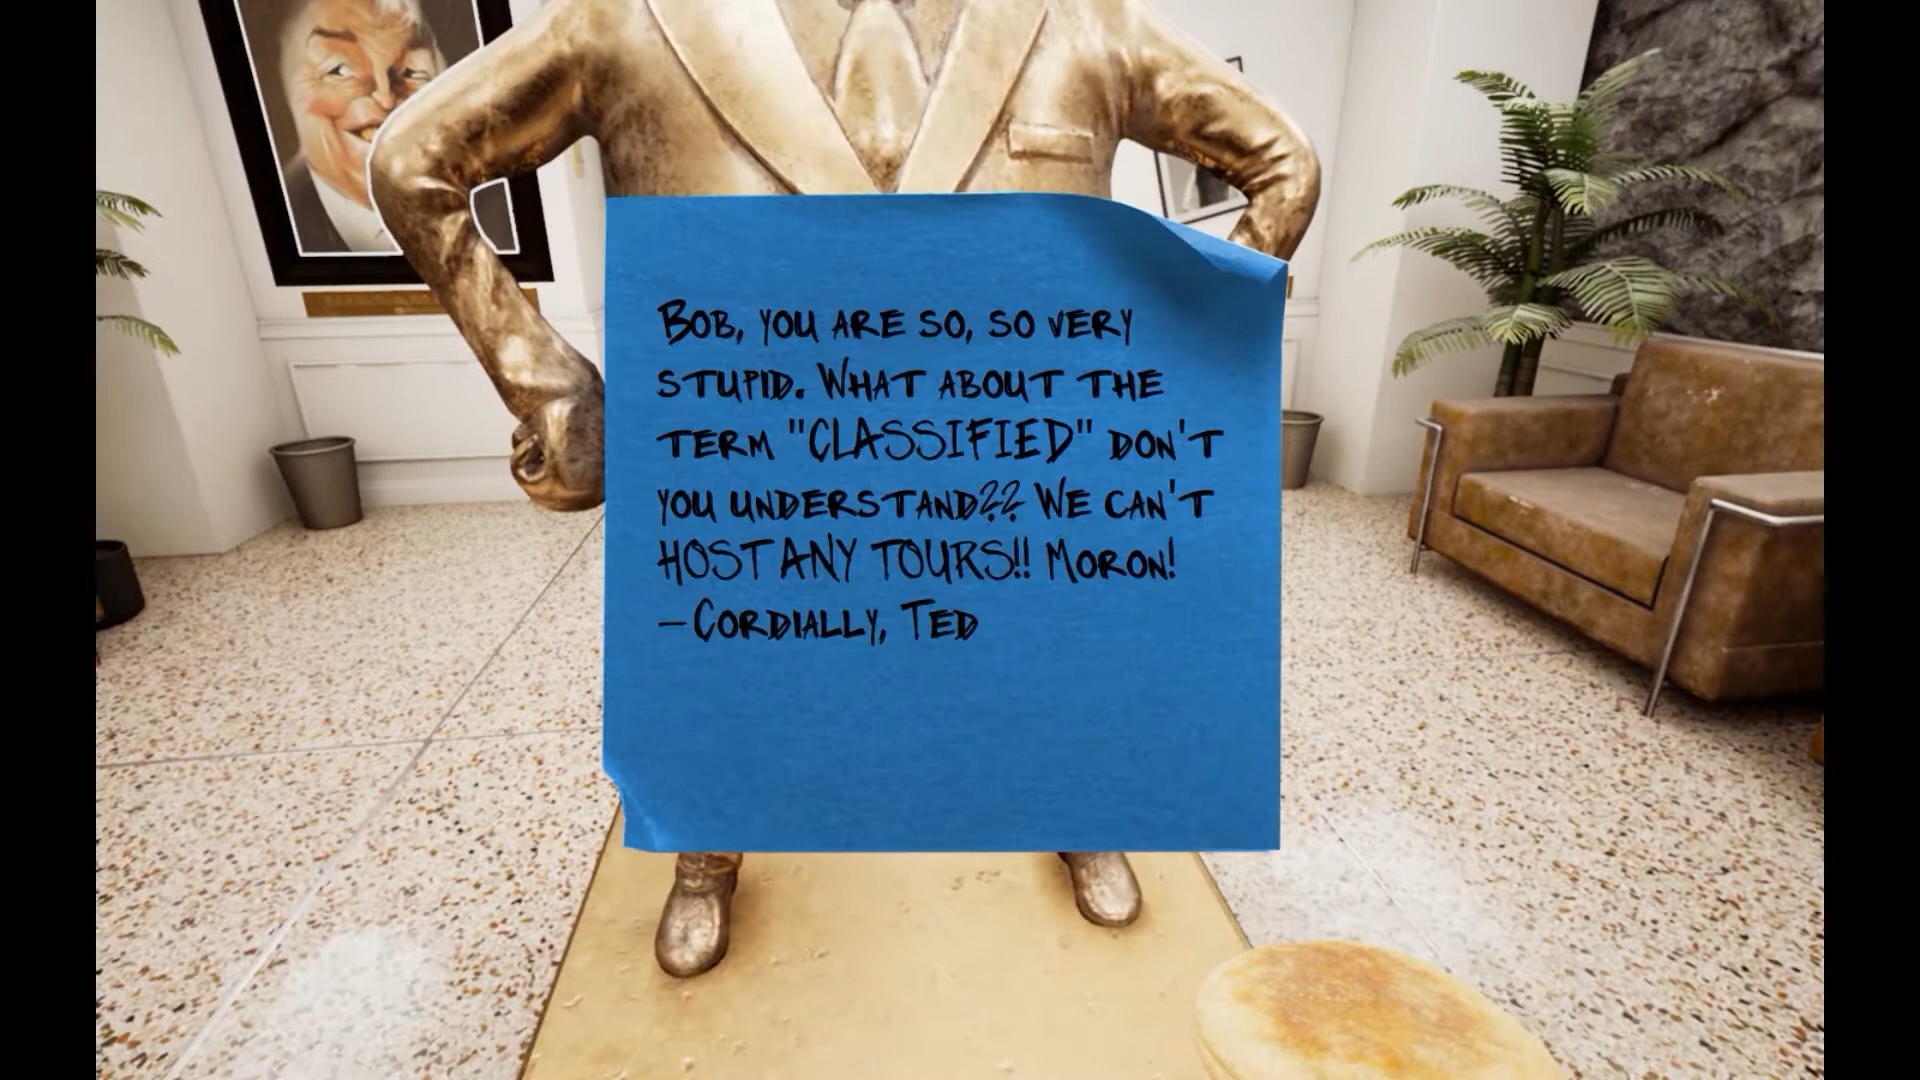 Bob, you are so, so very
stupid. What about the
term "CLASSIFIED" don't
you understand?? We can't
HOST ANY TOURS!! Moron!
–Cordially, Ted